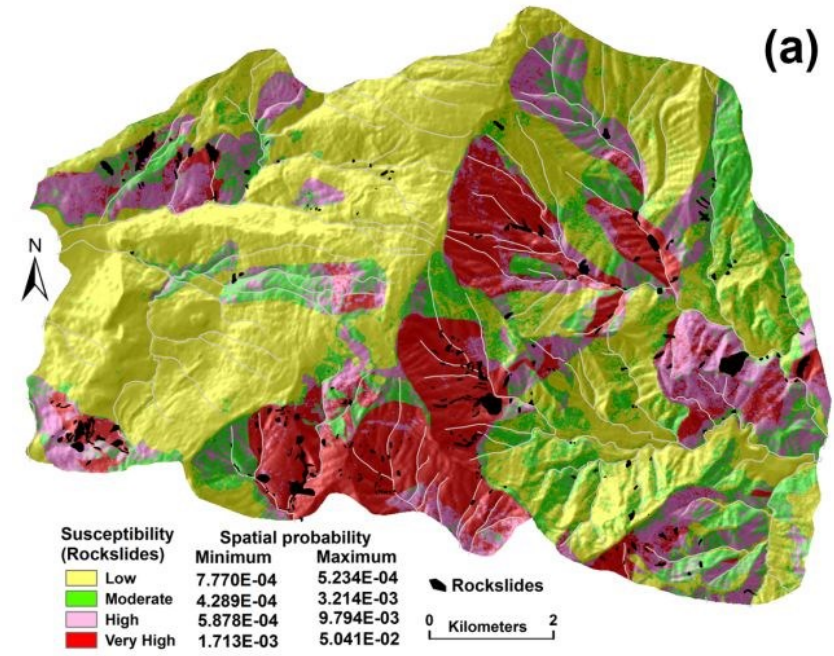 (a)
N
Susceptibility Spatial probability
(Rockslides) Minimum Maximum
Low 7.770E-04 5.234E-04
Moderate 4.289E-04 3.214E-03
High 5.878E-04 9.794E-03
Very High 1.713E-03 5.041E-02
Rockslides
0 Kilometers 2